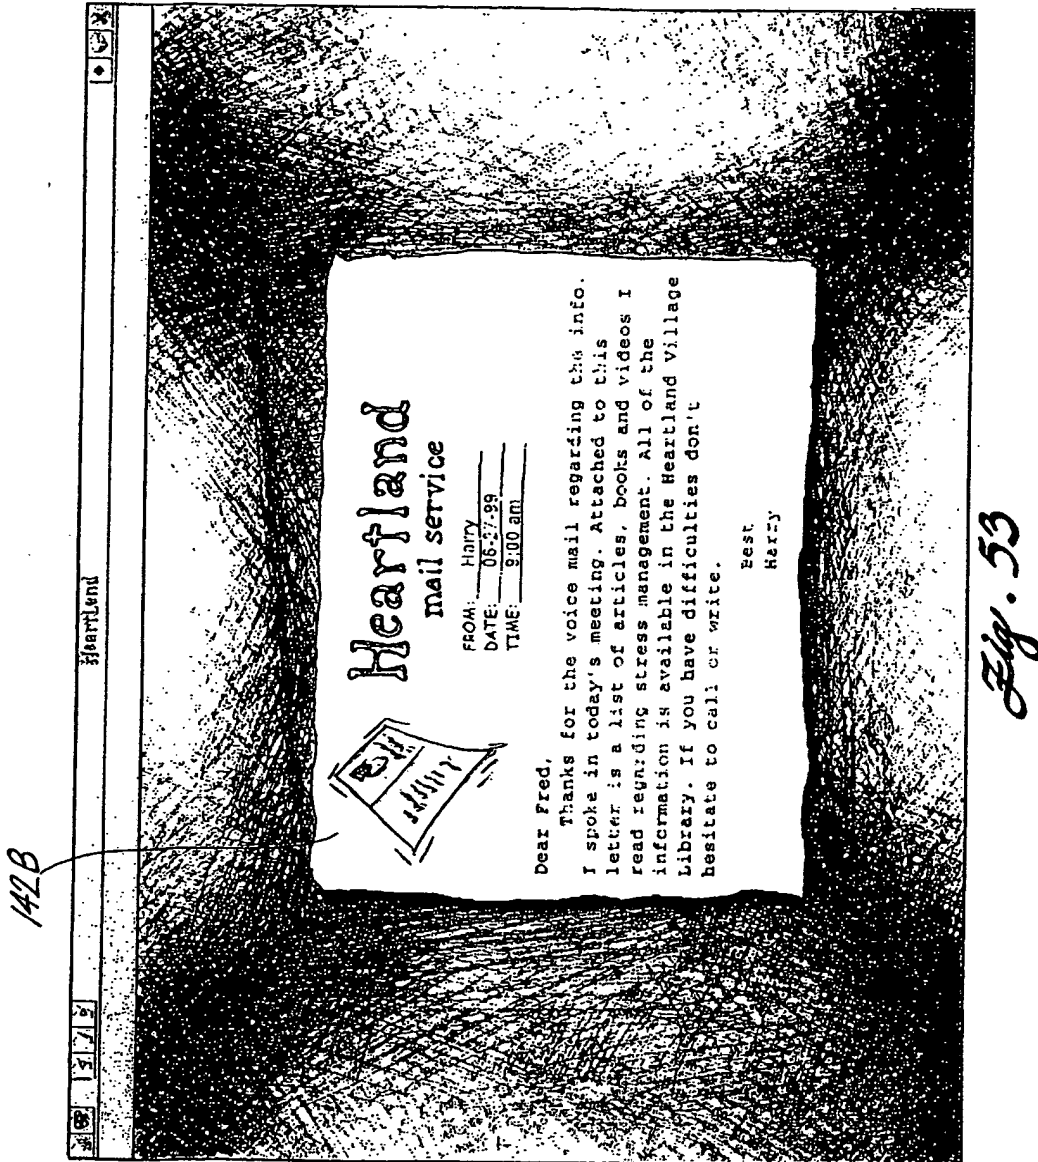 142B
HeartLand
Heartland
mail service
FROM: Harry
DATE: 06-27-99
TIME: 9:00 am
Dear Fred,
Thanks for the voice mail regarding the info.
I spoke in today's meeting. Attached to this
letter is a list of articles, books and videos I
read regarding stress management. All of the
information is available in the Heartland Village
Library. If you have difficulties don't
hesitate to call or write.
Best
Harry
Fig. 53